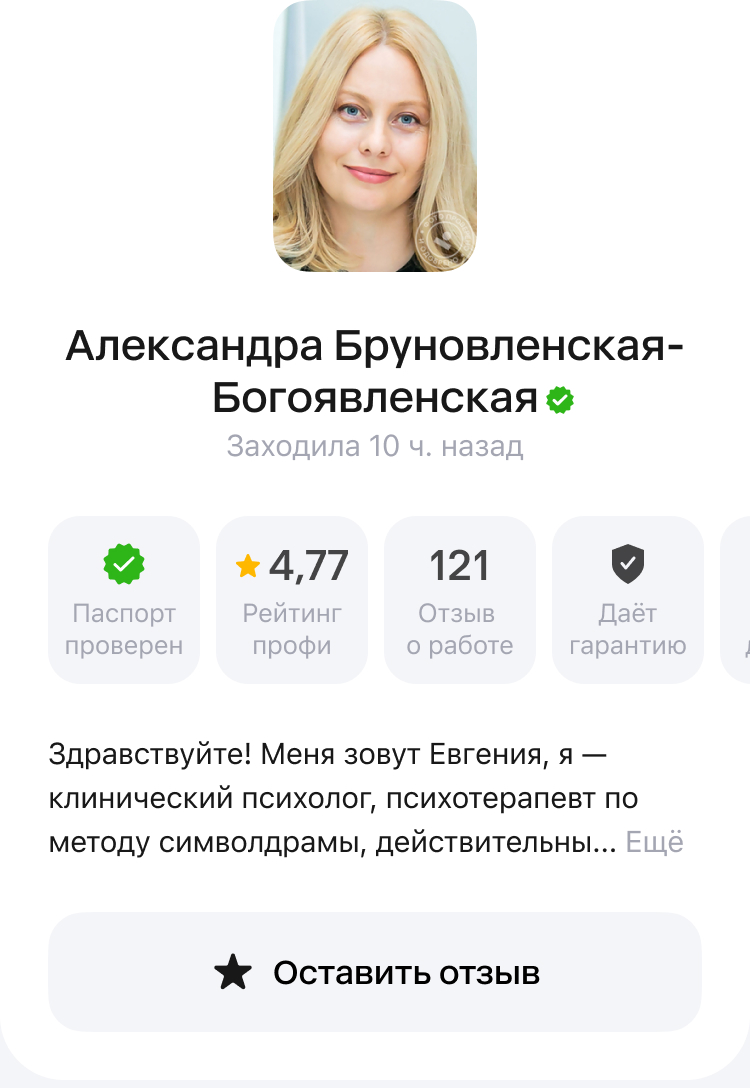 Александра Бруновленская-
Богоявленская
Заходила 10 ч. назад
Паспорт
проверен
4,77
Рейтинг
профи
121
Отзыв
о работе
Даёт
гарантию
Здравствуйте! Меня зовут Евгения, я —
клинический психолог, психотерапевт по
методу символдрамы, действительны... Ещё
Оставить отзыв